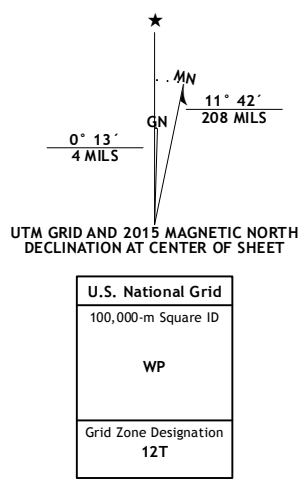 ★
MN
GN
11° 42´
208 MILS
0° 13´
4 MILS
UTM GRID AND 2015 MAGNETIC NORTH
DECLINATION AT CENTER OF SHEET
U.S. National Grid
100,000-m Square ID
WP
Grid Zone Designation
12T